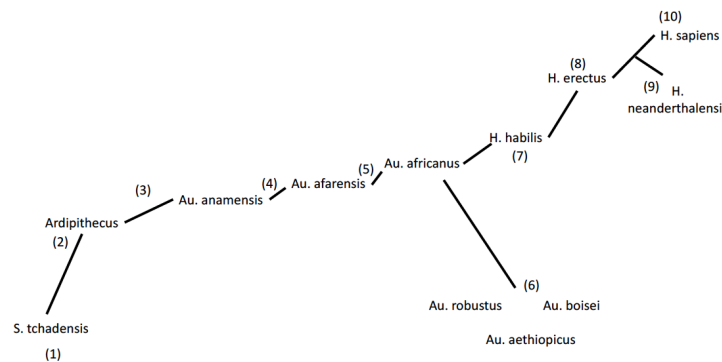 (10)
H. sapiens
(8)
H. erectus
(9) H.
neanderthalensi
H. habilis
(7)
(5) Au. africanus
(4) Au. afarensis
(3)
Au. anamensis
Ardipithecus
(2)
(6)
Au. robustus Au. boisei
Au. aethiopicus
S. tchadensis
(1)